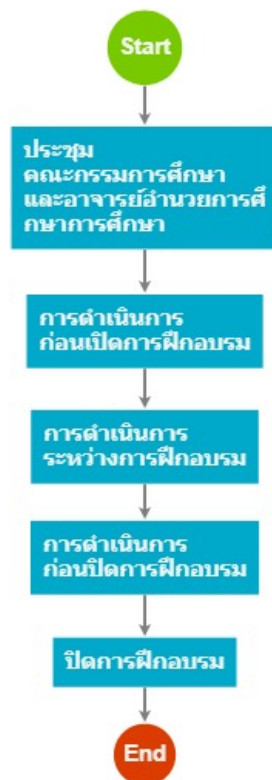 Start
ประชุม
คณะกรรมการศึกษา
และอาจารย์อำนวยการศึ
กษาการศึกษา
การดำเนินการ
ก่อนเปิดการฝึกอบรม
การดำเนินการ
ระหว่างการฝึกอบรม
การดำเนินการ
ก่อนปิดการฝึกอบรม
ปิดการฝึกอบรม
End